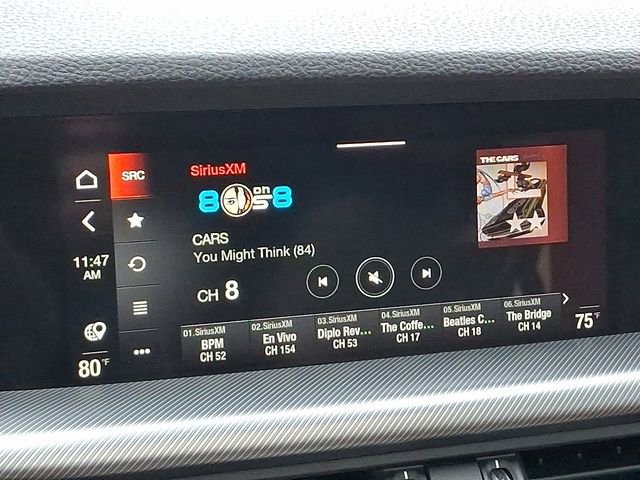 SRC
SiriusXM
80s on 8
THE CARS
CARS
You Might Think (84)
11:47
AM
CH 8
01.SiriusXM
BPM
CH 52
02.SiriusXM
En Vivo
CH 154
03.SiriusXM
Diplo Rev...
CH 53
04.SiriusXM
The Coffe...
CH 17
05.SiriusXM
Beatles C...
CH 18
06.SiriusXM
The Bridge
CH 14
80°F
75°F